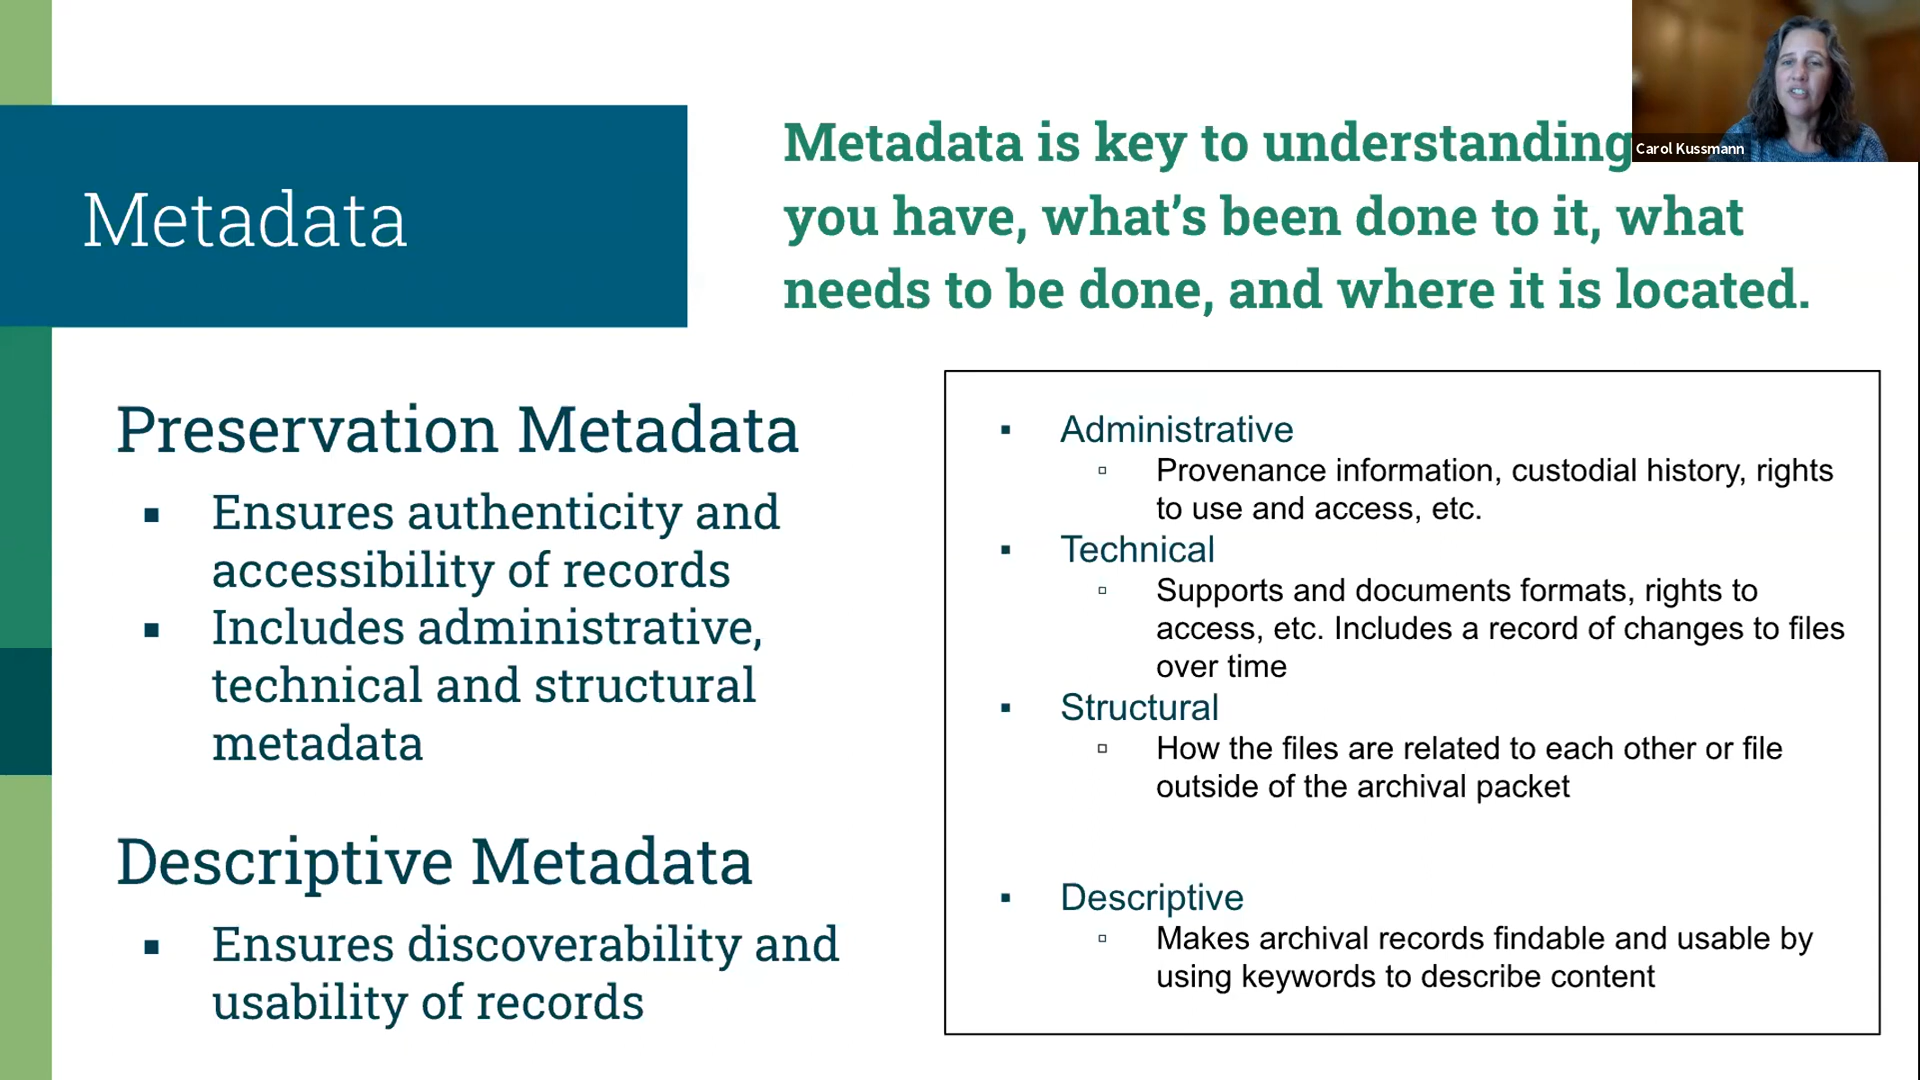 Metadata
Metadata is key to understanding
you have, what’s been done to it, what
needs to be done, and where it is located.
Carol Kussmann
Preservation Metadata
▪ Ensures authenticity and
accessibility of records
▪ Includes administrative,
technical and structural
metadata
Descriptive Metadata
▪ Ensures discoverability and
usability of records
▪ Administrative
▫ Provenance information, custodial history, rights
to use and access, etc.
▪ Technical
▫ Supports and documents formats, rights to
access, etc. Includes a record of changes to files
over time
▪ Structural
▫ How the files are related to each other or file
outside of the archival packet
▪ Descriptive
▫ Makes archival records findable and usable by
using keywords to describe content